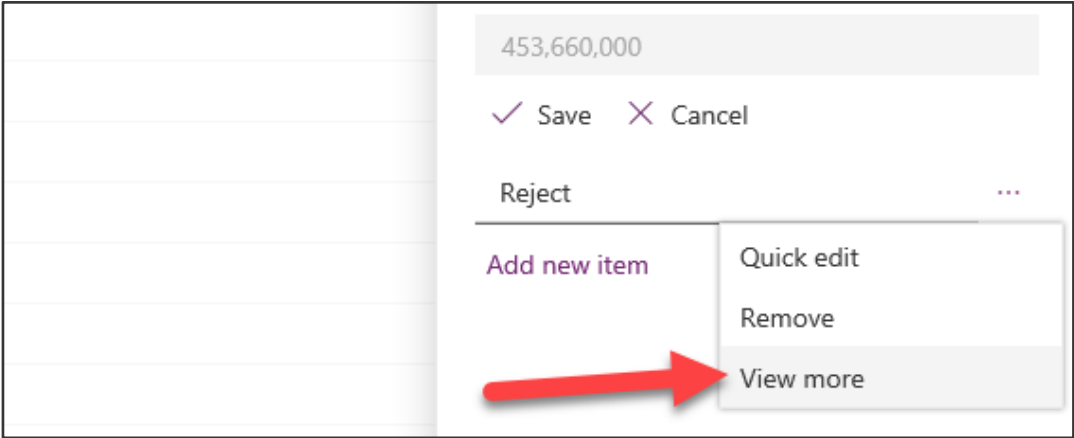 453,660,000
Save Cancel
Reject ...
Add new item
Quick edit
Remove
View more